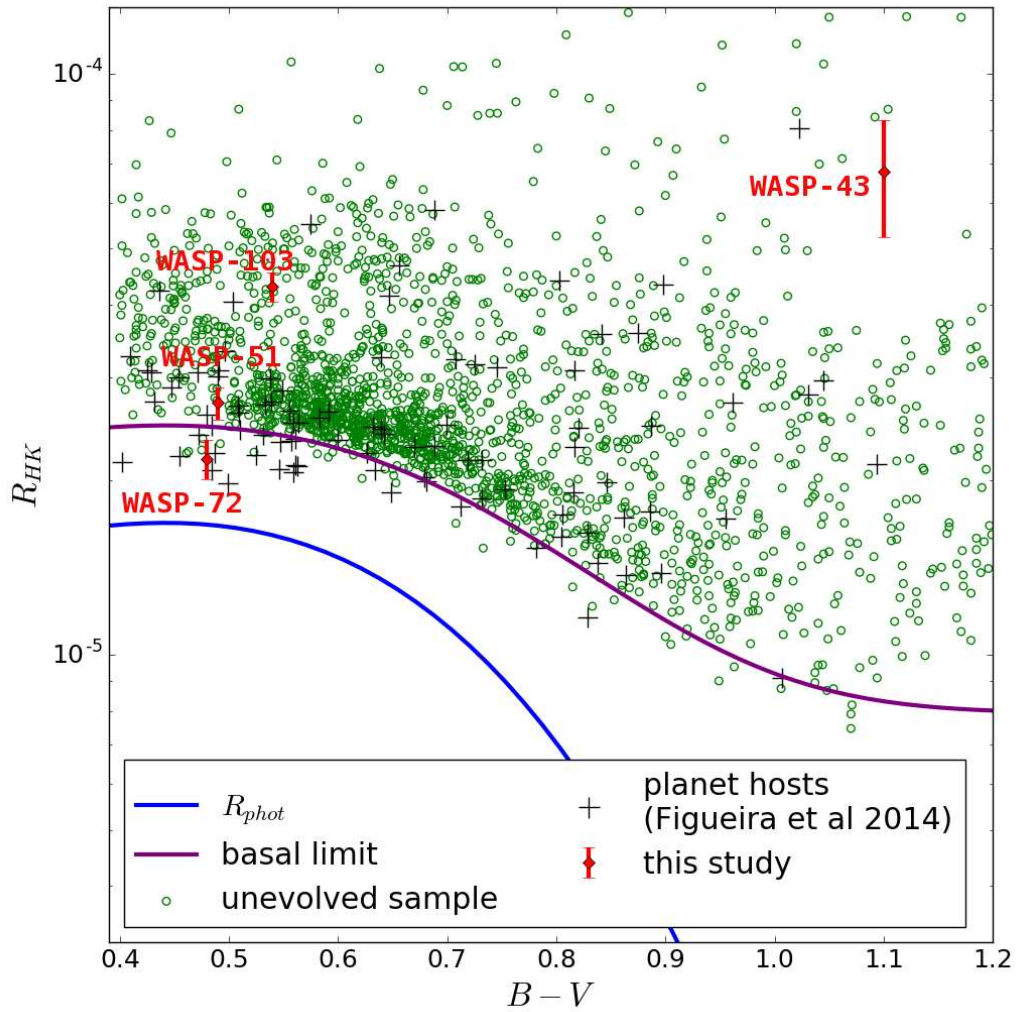 10⁻⁴
WASP-43
WASP-103
WASP-51
R_HK
WASP-72
10⁻⁵
R_phot
basal limit
unevolved sample
planet hosts
(Figueira et al 2014)
this study
0.4 0.5 0.6 0.7 0.8 0.9 1.0 1.1 1.2
B − V